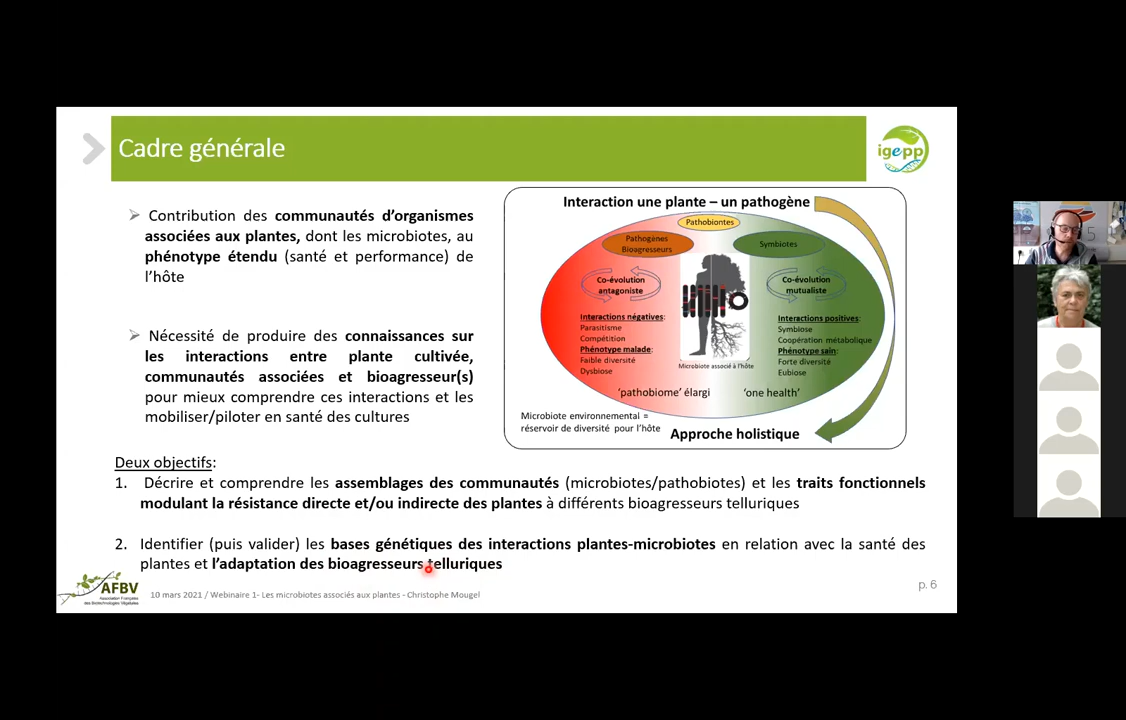 Cadre générale
igepp
Contribution des communautés d'organismes
associées aux plantes, dont les microbiotes, au
phénotype étendu (santé et performance) de
l'hôte
Nécessité de produire des connaissances sur
les interactions entre plante cultivée,
communautés associées et bioagresseur(s)
pour mieux comprendre ces interactions et les
mobiliser/piloter en santé des cultures
Interaction une plante – un pathogène
Pathobiontes
Pathogènes
Bioagresseurs
Symbiotes
Co-évolution
antagoniste
Co-évolution
mutualiste
Interactions négatives:
Parasitisme
Compétition
Phénotype malade:
Faible diversité
Dysbiose
Interactions positives:
Symbiose
Coopération métabolique
Phénotype sain:
Forte diversité
Eubiose
Microbiote associé à l'hôte
'pathobiome' élargi
'one health'
Microbiote environnemental =
réservoir de diversité pour l'hôte
Approche holistique
Deux objectifs:
1. Décrire et comprendre les assemblages des communautés (microbiotes/pathobiotes) et les traits fonctionnels
modulant la résistance directe et/ou indirecte des plantes à différents bioagresseurs telluriques
2. Identifier (puis valider) les bases génétiques des interactions plantes-microbiotes en relation avec la santé des
plantes et l'adaptation des bioagresseurs telluriques
AFBV
Association Française
des Biotechnologies Végétales
10 mars 2021 / Webinaire 1- Les microbiotes associés aux plantes - Christophe Mougel
p. 6